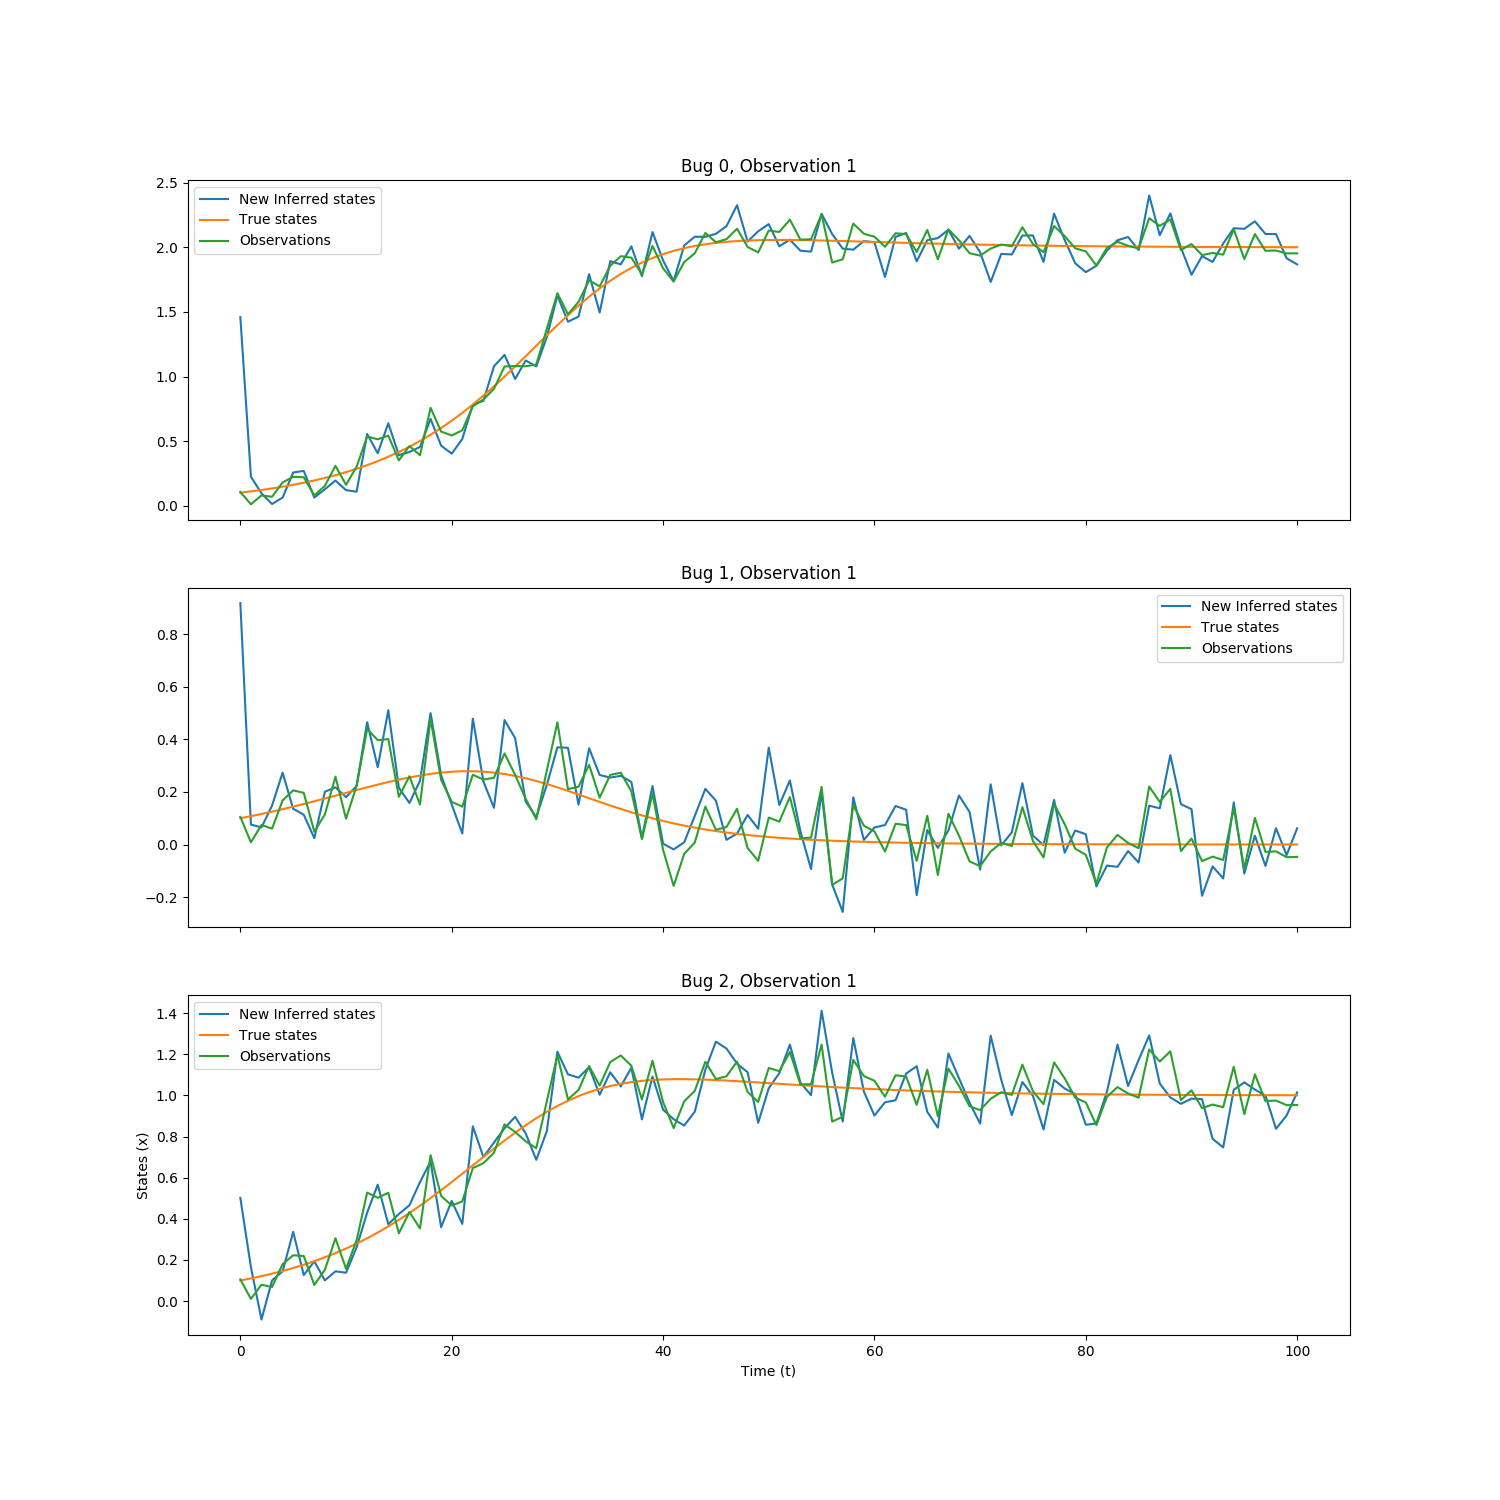 Bug 0, Observation 1
2.5
2.0
1.5
1.0
0.5
0.0
New Inferred states
True states
Observations
Bug 1, Observation 1
0.8
0.6
0.4
0.2
0.0
−0.2
New Inferred states
True states
Observations
Bug 2, Observation 1
1.4
1.2
1.0
0.8
0.6
0.4
0.2
0.0
States (x)
New Inferred states
True states
Observations
0 20 40 60 80 100
Time (t)